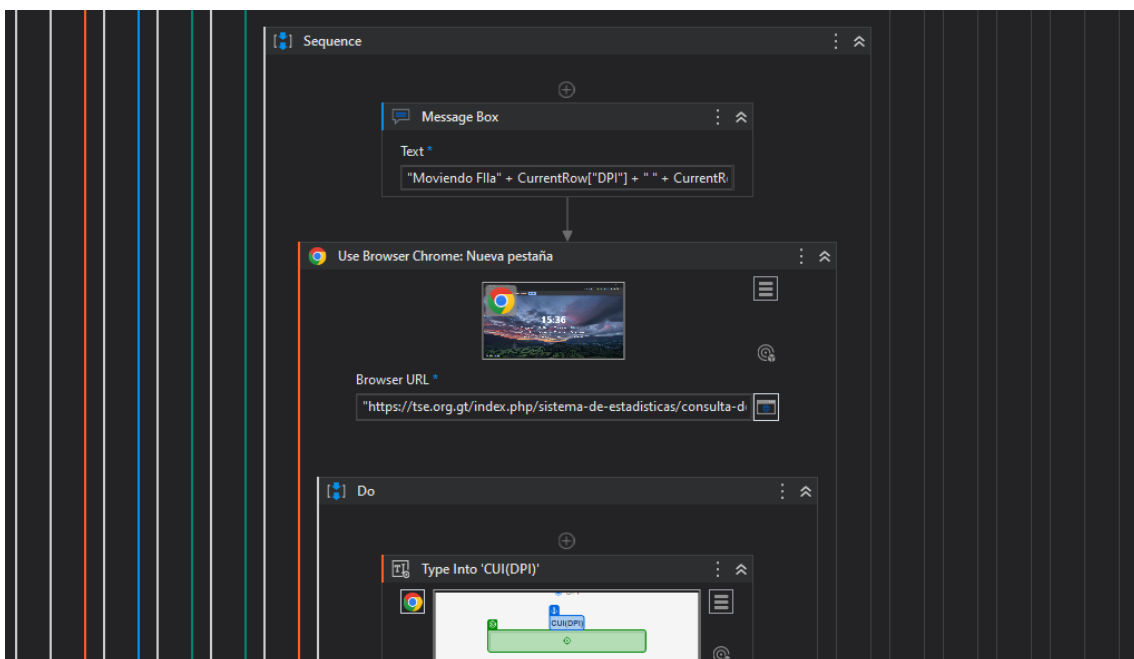 Sequence
Message Box
Text *
"Moviendo FIla" + CurrentRow["DPI"] + " " + CurrentR
Use Browser Chrome: Nueva pestaña
15:36
Browser URL *
"https://tse.org.gt/index.php/sistema-de-estadisticas/consulta-d
Do
Type Into 'CUI(DPI)'
CUI(DPI)